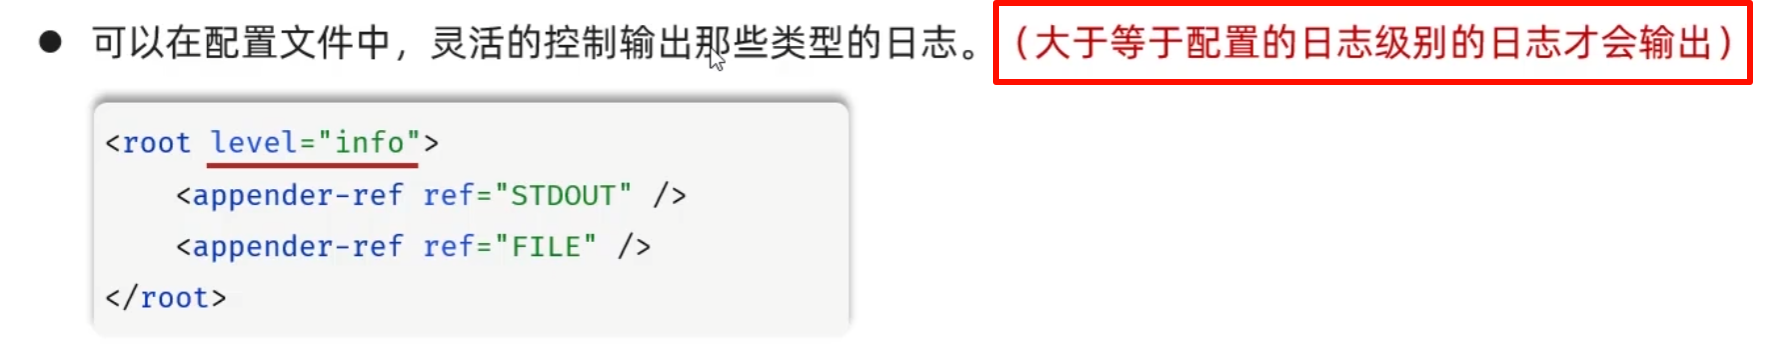 ● 可以在配置文件中，灵活的控制输出那些类型的日志。（大于等于配置的日志级别的日志才会输出）
<root level="info">
    <appender-ref ref="STDOUT" />
    <appender-ref ref="FILE" />
</root>